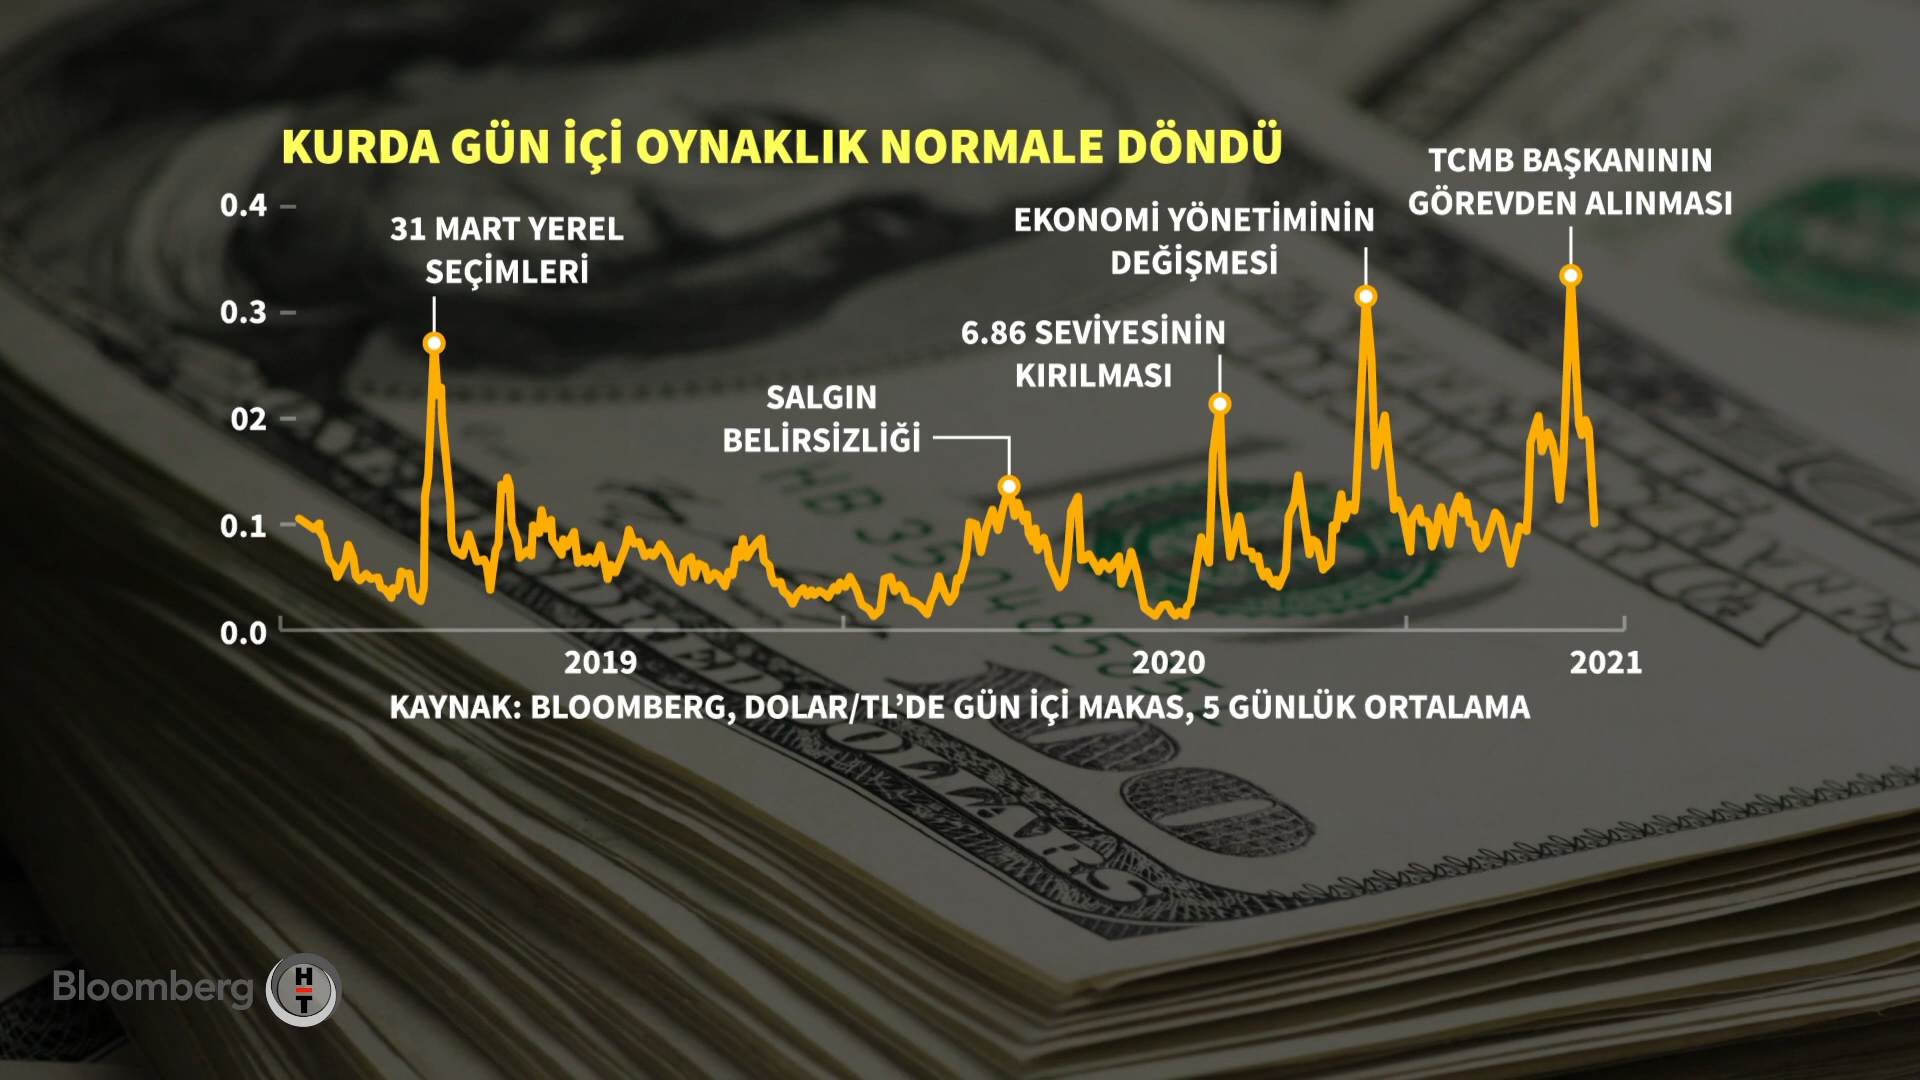 KURDA GÜN İÇİ OYNAKLIK NORMALE DÖNDÜ
TCMB BAŞKANININ
GÖREVDEN ALINMASI
EKONOMİ YÖNETİMİNİN
DEĞİŞMESİ
31 MART YEREL
SEÇİMLERİ
6.86 SEVİYESİNİN
KIRILMASI
SALGIN
BELİRSİZLİĞİ
0.4
0.3
02
0.1
0.0
2019
2020
2021
KAYNAK: BLOOMBERG, DOLAR/TL’DE GÜN İÇİ MAKAS, 5 GÜNLÜK ORTALAMA
Bloomberg HT